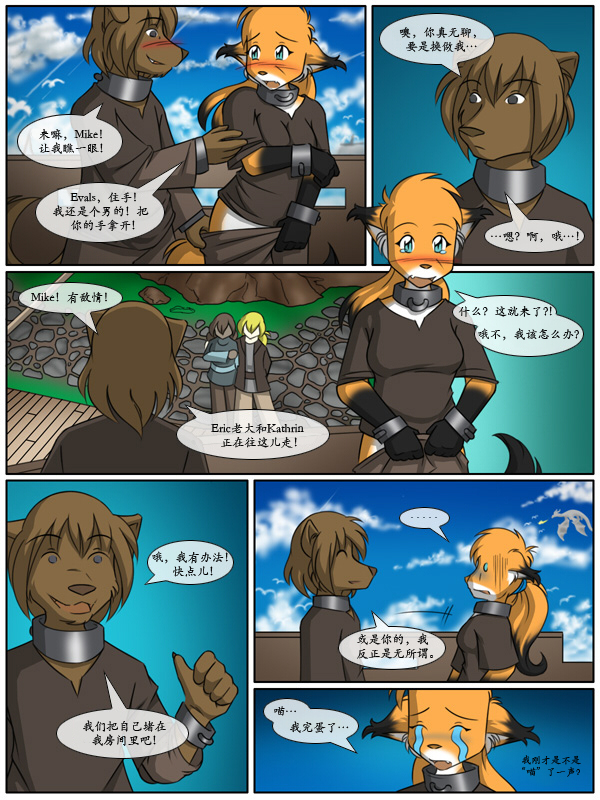 来嘛，Mike！
让我瞧一眼！
Evals，住手！
我还是个男的！把
你的手拿开！
噢，你真无聊，
要是换做我…
…嗯？啊，哦…！
Mike！有敌情！
什么？这就来了?!
哦不，我该怎么办?
Eric老大和Kathrin
正在往这儿走！
哦，我有办法！
快点儿！
我们把自己堵在
我房间里吧！
·····
或是你的，我
反正是无所谓。
喵…
我完蛋了…
我刚才是不是
“喵”了一声?